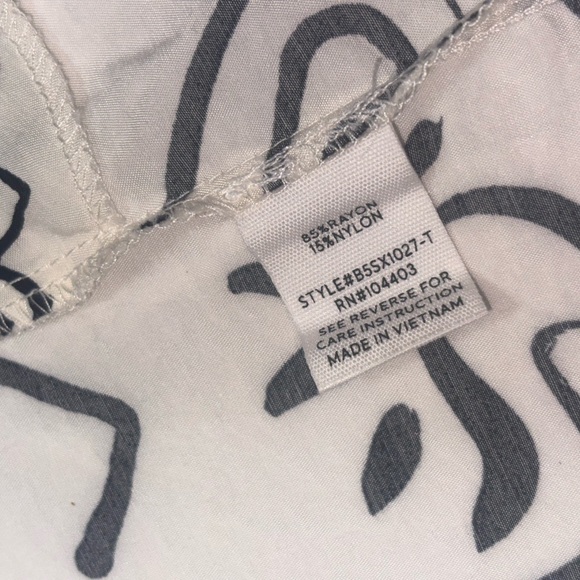 85%RAYON
15%NYLON
STYLE#B5SX1027-T
RN#104403
SEE REVERSE FOR
CARE INSTRUCTION
MADE IN VIETNAM